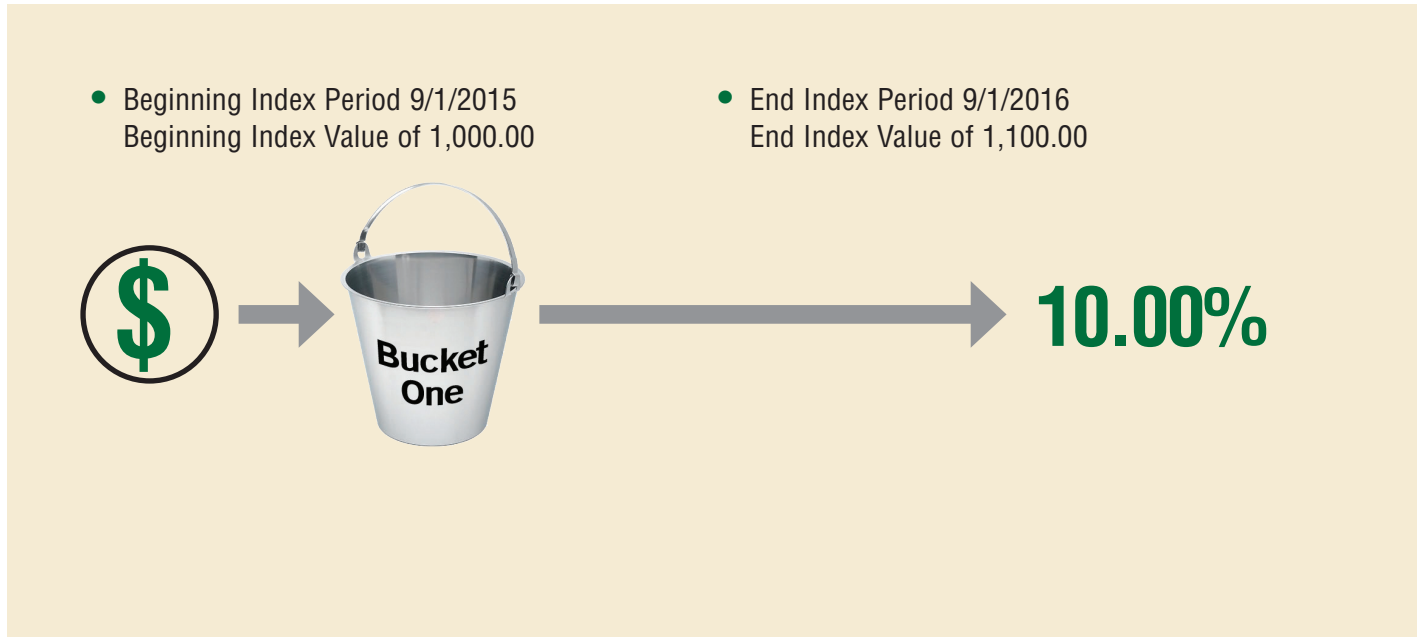 • Beginning Index Period 9/1/2015
Beginning Index Value of 1,000.00
• End Index Period 9/1/2016
End Index Value of 1,100.00
$
Bucket
One
10.00%